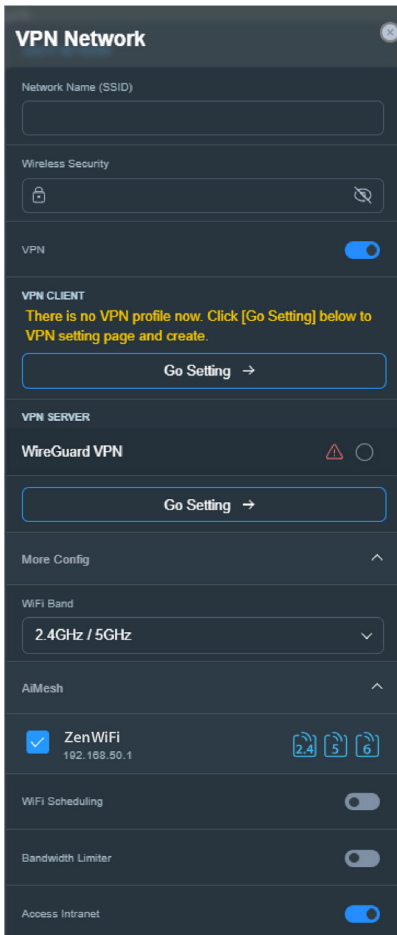 VPN Network
Network Name (SSID)
Wireless Security
VPN
VPN CLIENT
There is no VPN profile now. Click [Go Setting] below to
VPN setting page and create.
Go Setting →
VPN SERVER
WireGuard VPN
Go Setting →
More Config
WiFi Band
2.4GHz / 5GHz
AiMesh
ZenWiFi
2.4 5 6
192.168.50.1
WiFi Scheduling
Bandwidth Limiter
Access Intranet